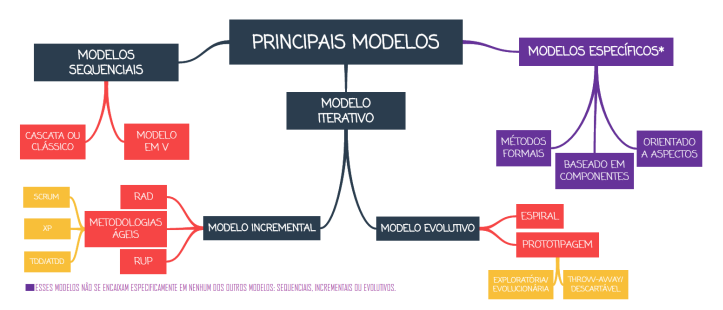 PRINCIPAIS MODELOS
MODELOS
SEQUENCIAIS
MODELOS ESPECÍFICOS*
MODELO
ITERATIVO
CASCATA OU
CLÁSSICO
MODELO
EM V
MÉTODOS
FORMAIS
BASEADO EM
COMPONENTES
ORIENTADO
A ASPECTOS
SCRUM
XP
TDD/ATDD
METODOLOGIAS
ÁGEIS
RAD
RUP
MODELO INCREMENTAL
MODELO EVOLUTIVO
ESPIRAL
PROTOTIPAGEM
EXPLORATÓRIA/
EVOLUCIONÁRIA
THROW-AWAY/
DESCARTÁVEL
ESSES MODELOS NÃO SE ENCAIXAM ESPECIFICAMENTE EM NENHUM DOS OUTROS MODELOS: SEQUENCIAIS, INCREMENTAIS OU EVOLUTIVOS.